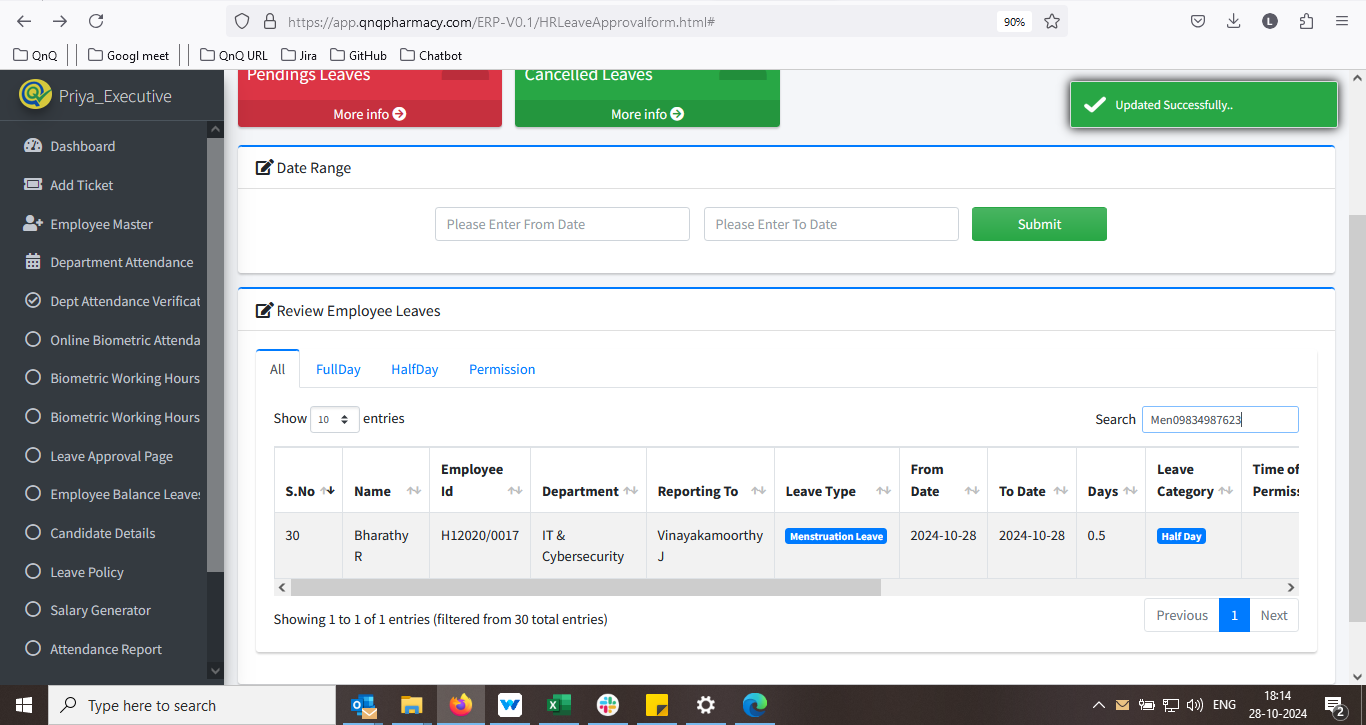 https://app.qnqpharmacy.com/ERP-V0.1/HRLeaveApprovalform.html#
90%
L
QnQ
Googl meet
QnQ URL
Jira
GitHub
Chatbot
Priya_Executive
Dashboard
Add Ticket
Employee Master
Department Attendance
Dept Attendance Verificat
Online Biometric Attenda
Biometric Working Hours
Biometric Working Hours
Leave Approval Page
Employee Balance Leaves
Candidate Details
Leave Policy
Salary Generator
Attendance Report
Pendings Leaves
More info
Cancelled Leaves
More info
Updated Successfully..
Date Range
Please Enter From Date
Please Enter To Date
Submit
Review Employee Leaves
All
FullDay
HalfDay
Permission
Show 10 entries
Search Men09834987623
S.No
Name
Employee Id
Department
Reporting To
Leave Type
From Date
To Date
Days
Leave Category
Time of Permiss
30
Bharathy R
H12020/0017
IT & Cybersecurity
Vinayakamoorthy J
Menstruation Leave
2024-10-28
2024-10-28
0.5
Half Day
Showing 1 to 1 of 1 entries (filtered from 30 total entries)
Previous
1
Next
Type here to search
ENG
18:14
28-10-2024
2